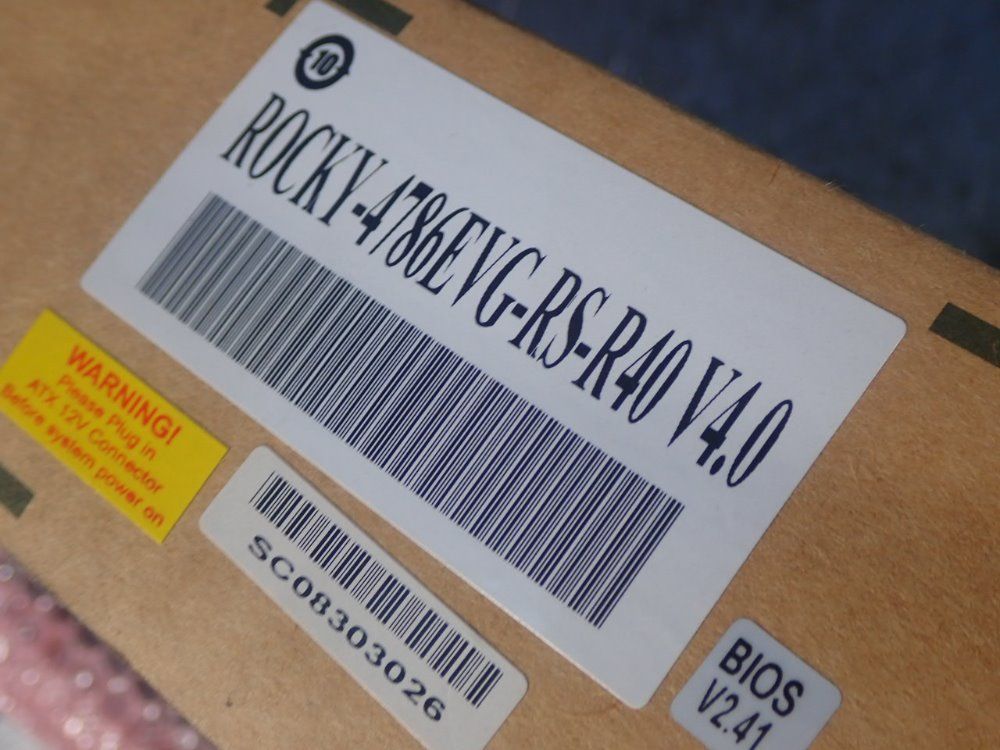 10
ROCKY-4786EVG-RS-R40 V4.0
WARNING!
Please Plug in
ATX 12V Connector
Before system power on
SC08303026
BIOS
V2.41